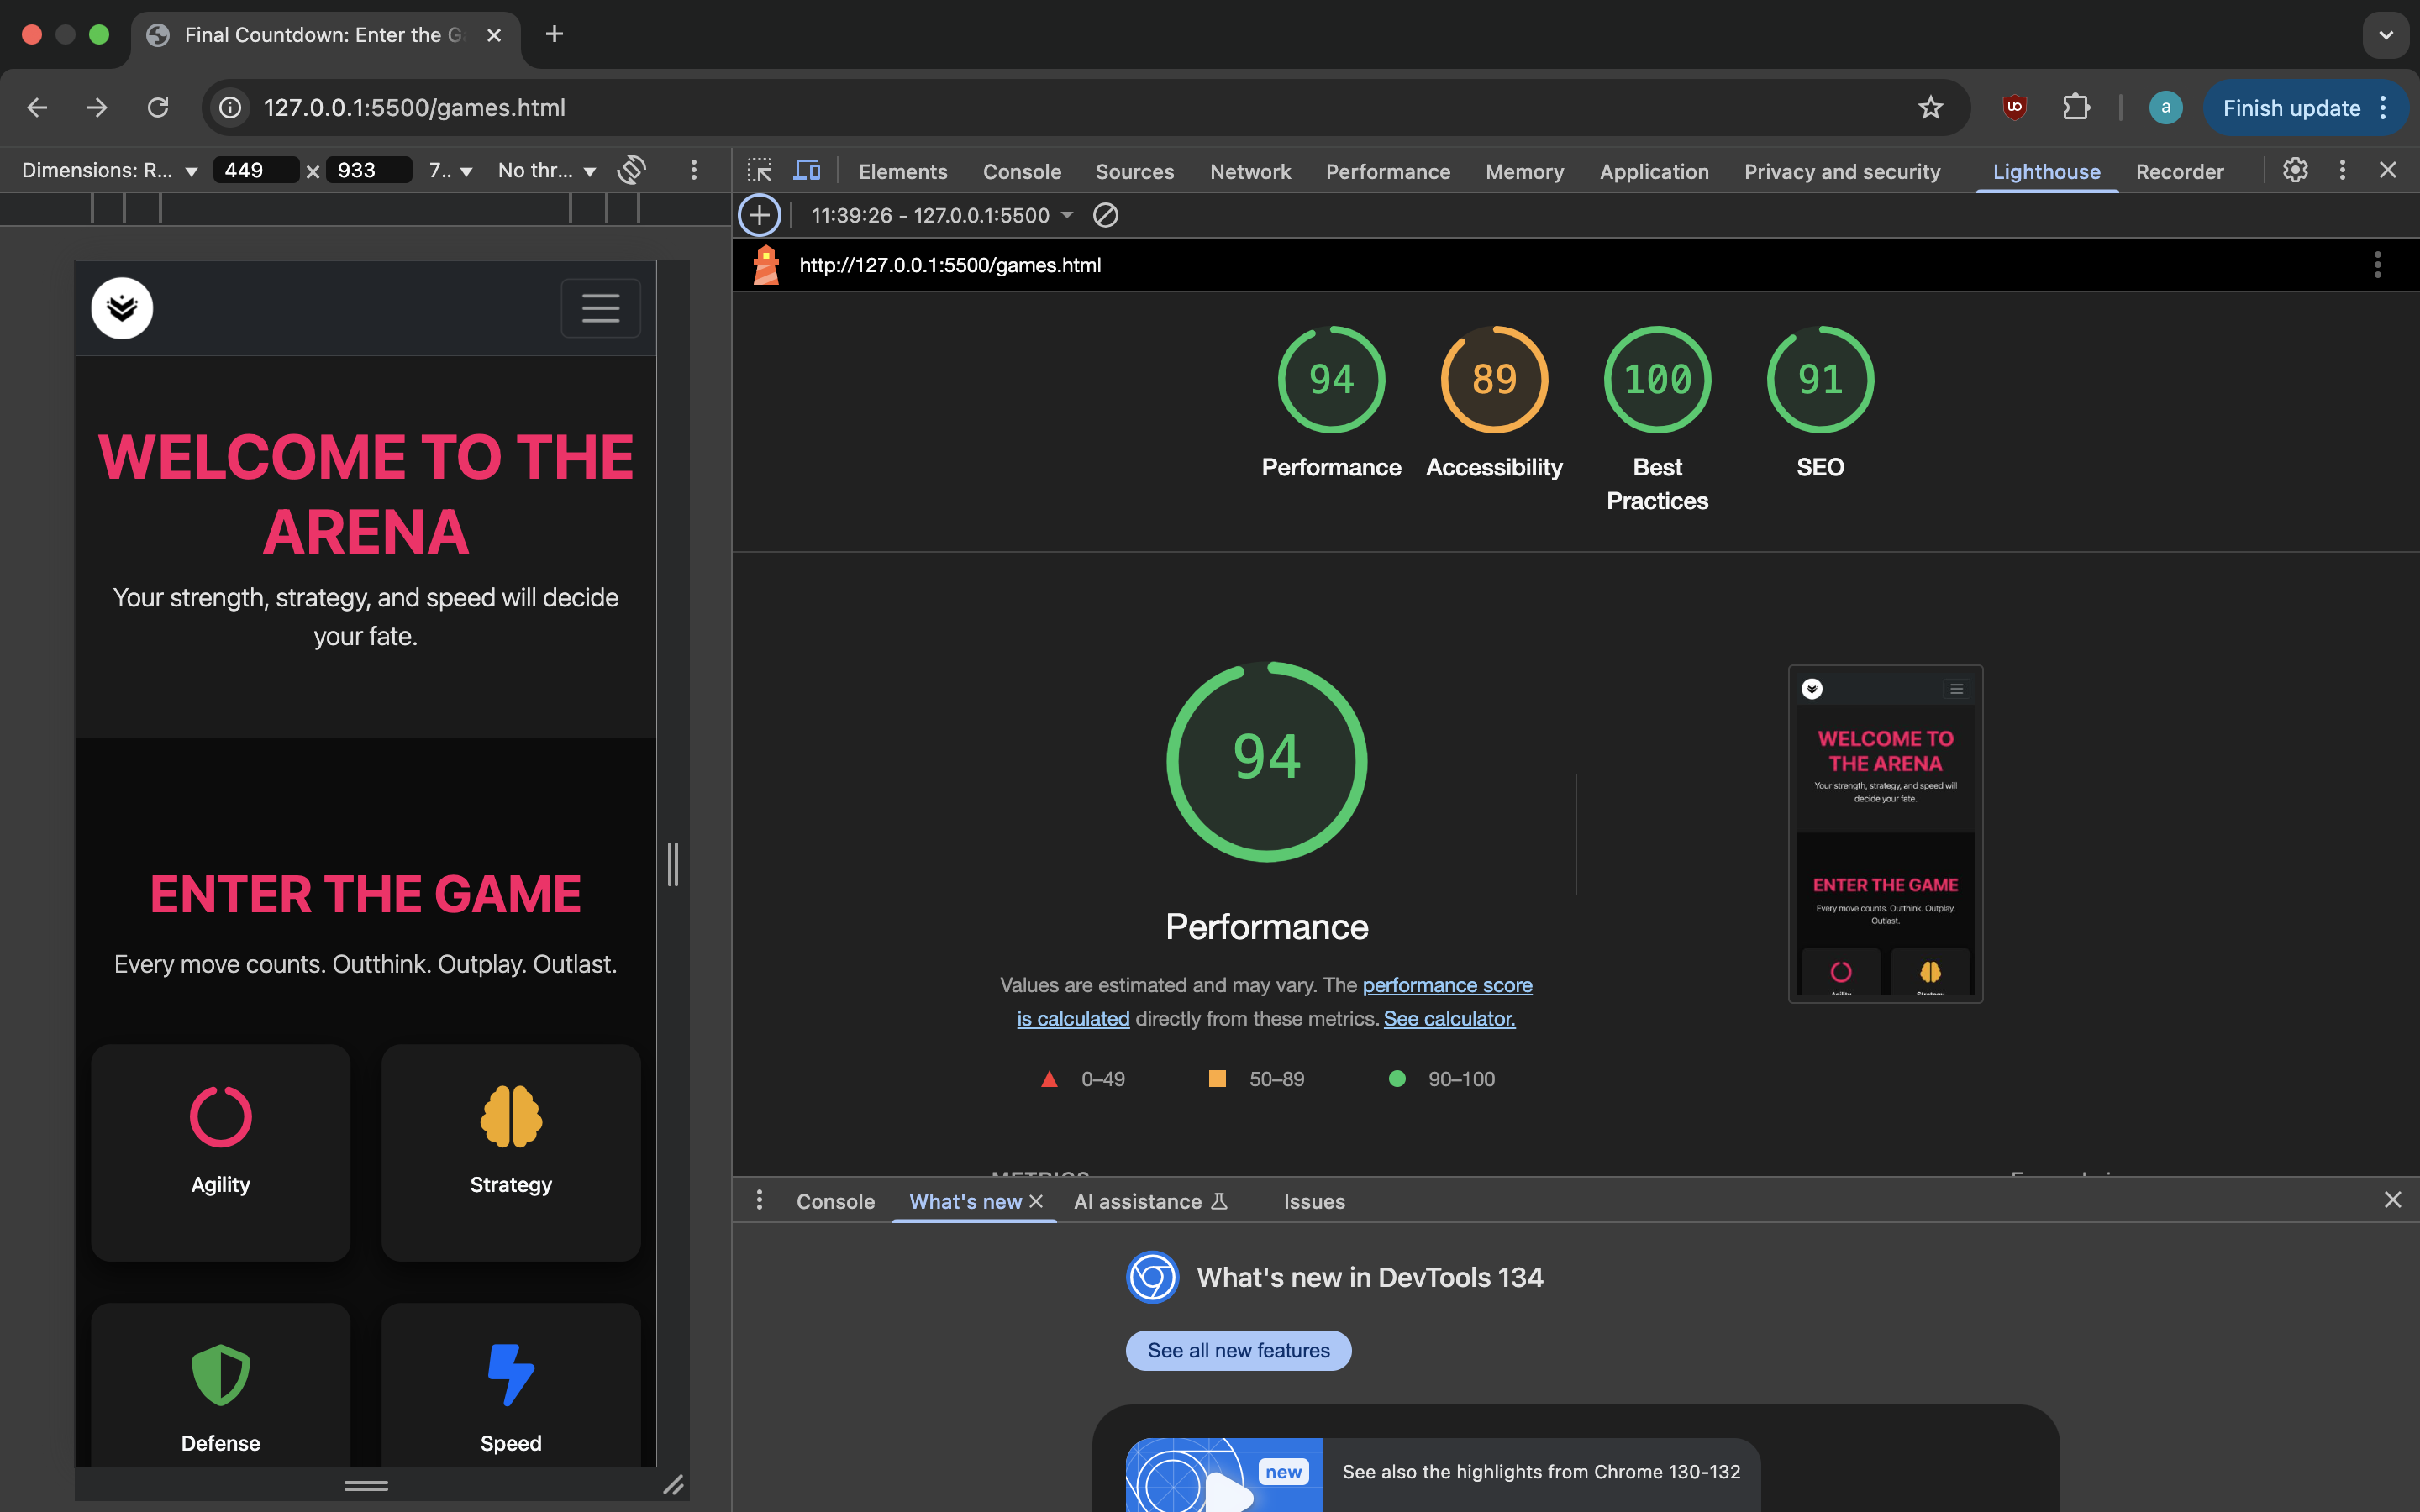 Final Countdown: Enter the G
127.0.0.1:5500/games.html
a
Finish update
Dimensions: R... 449 × 933 7.. No thr...
Elements Console Sources Network Performance Memory Application Privacy and security Lighthouse Recorder
11:39:26 - 127.0.0.1:5500
http://127.0.0.1:5500/games.html
WELCOME TO THE
ARENA
Your strength, strategy, and speed will decide
your fate.
ENTER THE GAME
Every move counts. Outthink. Outplay. Outlast.
Agility
Strategy
Defense
Speed
94
89
100
91
Performance
Accessibility
Best
Practices
SEO
94
Performance
Values are estimated and may vary. The performance score
is calculated directly from these metrics. See calculator.
0–49
50–89
90–100
WELCOME TO
THE ARENA
Your strength, strategy, and speed will
decide your fate.
ENTER THE GAME
Every move counts. Outthink. Outplay.
Outlast.
Agility
Strategy
METRICS
Console What's new AI assistance Issues
What's new in DevTools 134
See all new features
new
See also the highlights from Chrome 130-132